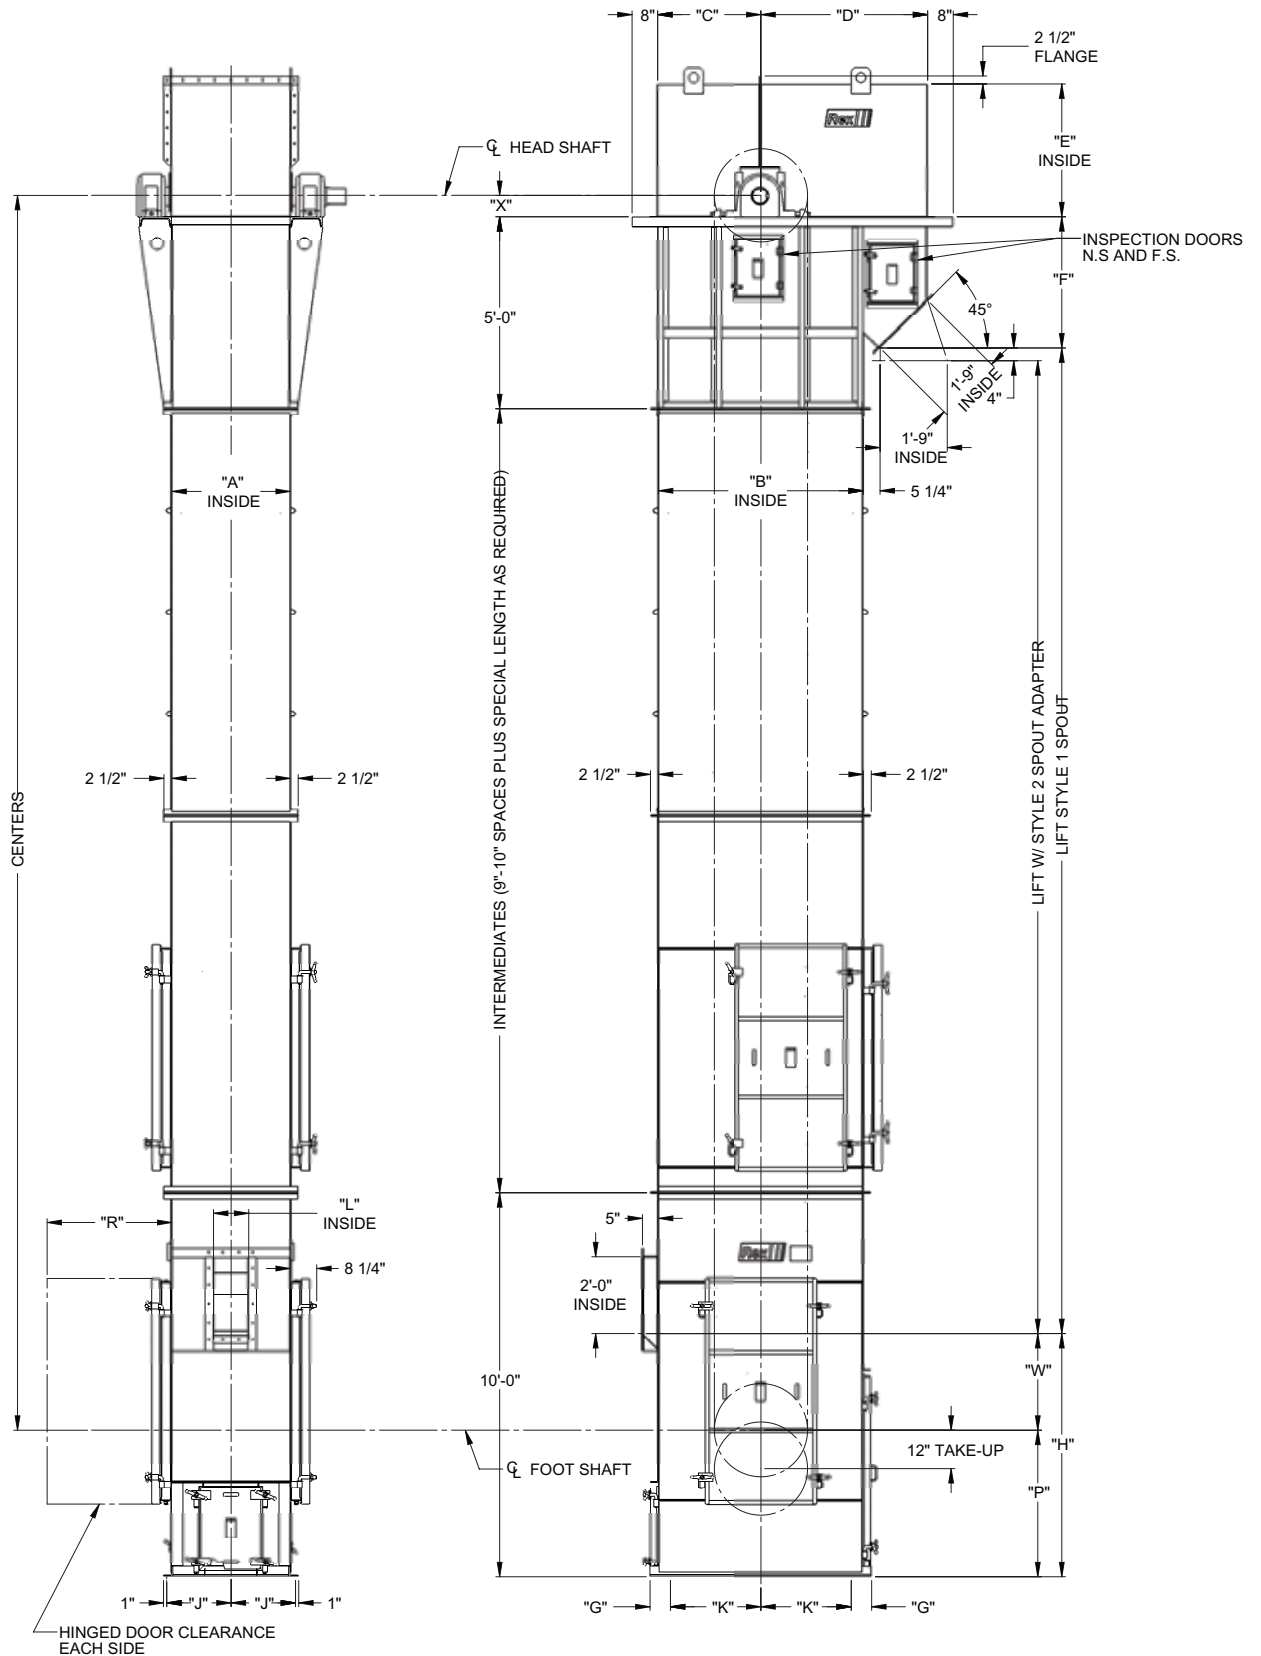 8"
"C"
"D"
8"
2 1/2"
FLANGE
Rex
"E"
INSIDE
℄ HEAD SHAFT
"X"
INSPECTION DOORS
N.S AND F.S.
"F"
45°
5'-0"
1'-9"
INSIDE
4"
1'-9"
INSIDE
5 1/4"
"A"
INSIDE
"B"
INSIDE
INTERMEDIATES (9"-10" SPACES PLUS SPECIAL LENGTH AS REQUIRED)
LIFT W/ STYLE 2 SPOUT ADAPTER
LIFT STYLE 1 SPOUT
CENTERS
2 1/2"
2 1/2"
2 1/2"
2 1/2"
"R"
"L"
INSIDE
8 1/4"
5"
Rex
2'-0"
INSIDE
10'-0"
"W"
"H"
12" TAKE-UP
℄ FOOT SHAFT
"P"
1"
"J"
"J"
1"
"G"
"K"
"K"
"G"
HINGED DOOR CLEARANCE
EACH SIDE